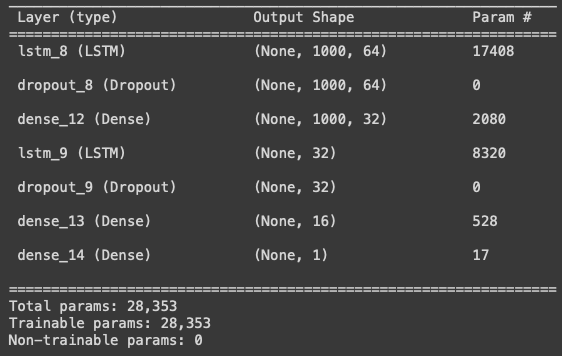 Layer (type) Output Shape Param #
=================================================================
lstm_8 (LSTM) (None, 1000, 64) 17408
dropout_8 (Dropout) (None, 1000, 64) 0
dense_12 (Dense) (None, 1000, 32) 2080
lstm_9 (LSTM) (None, 32) 8320
dropout_9 (Dropout) (None, 32) 0
dense_13 (Dense) (None, 16) 528
dense_14 (Dense) (None, 1) 17
=================================================================
Total params: 28,353
Trainable params: 28,353
Non-trainable params: 0